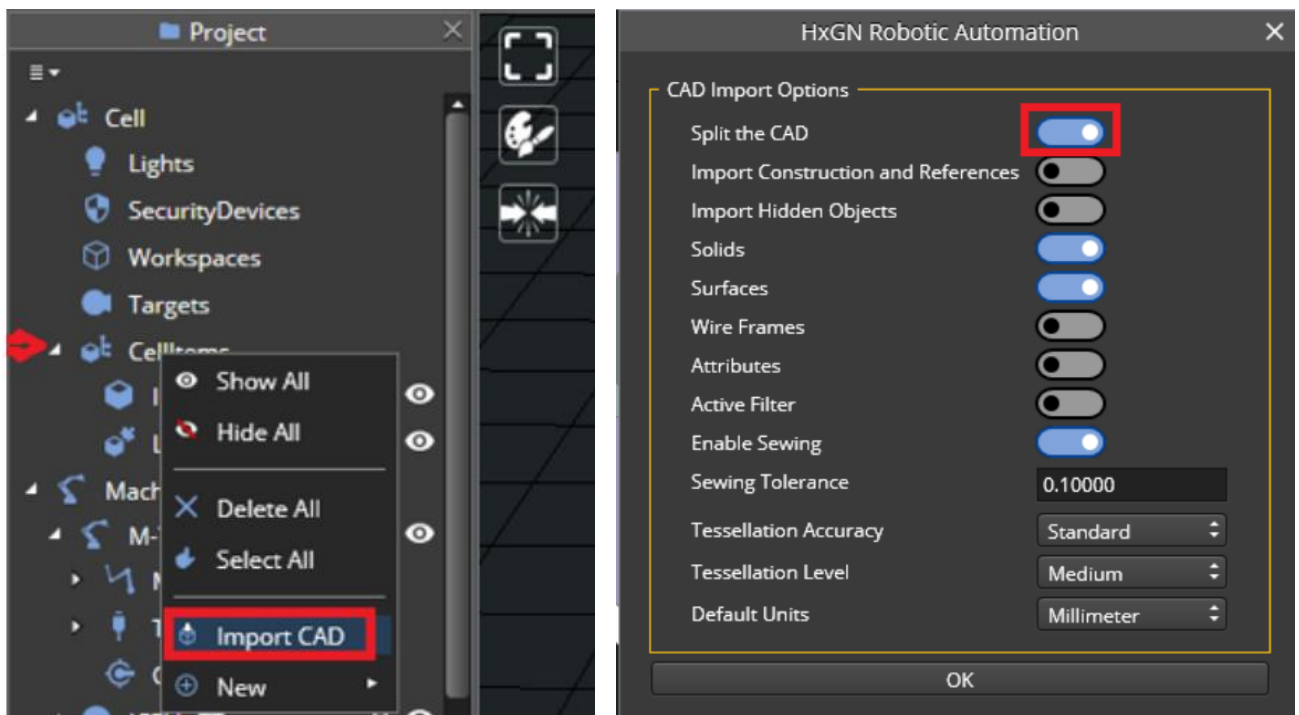 Project
Cell
Lights
SecurityDevices
Workspaces
Targets
CellItems
Show All
Hide All
Mach
Delete All
M-
Select All
Import CAD
New
HxGN Robotic Automation
CAD Import Options
Split the CAD
Import Construction and References
Import Hidden Objects
Solids
Surfaces
Wire Frames
Attributes
Active Filter
Enable Sewing
Sewing Tolerance 0.10000
Tessellation Accuracy Standard
Tessellation Level Medium
Default Units Millimeter
OK